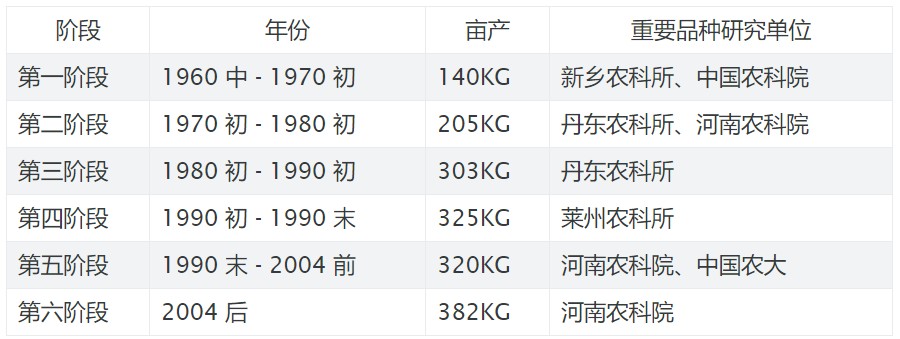 阶段 年份 亩产 重要品种研究单位
第一阶段 1960 中 - 1970 初 140KG 新乡农科所、中国农科院
第二阶段 1970 初 - 1980 初 205KG 丹东农科所、河南农科院
第三阶段 1980 初 - 1990 初 303KG 丹东农科所
第四阶段 1990 初 - 1990 末 325KG 莱州农科所
第五阶段 1990 末 - 2004 前 320KG 河南农科院、中国农大
第六阶段 2004 后 382KG 河南农科院